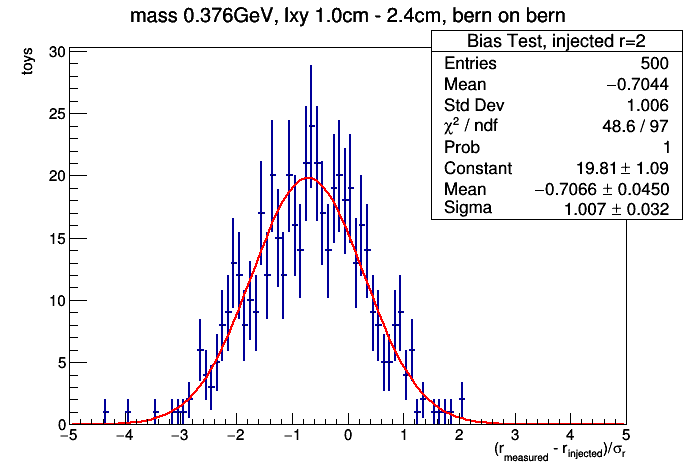 mass 0.376GeV, lxy 1.0cm - 2.4cm, bern on bern
Bias Test, injected r=2
Entries 500
Mean −0.7044
Std Dev 1.006
χ² / ndf 48.6 / 97
Prob 1
Constant 19.81 ± 1.09
Mean −0.7066 ± 0.0450
Sigma 1.007 ± 0.032
toys
30
25
20
15
10
5
0
−5 −4 −3 −2 −1 0 1 2 3 4 5
(r_measured - r_injected)/σ_r